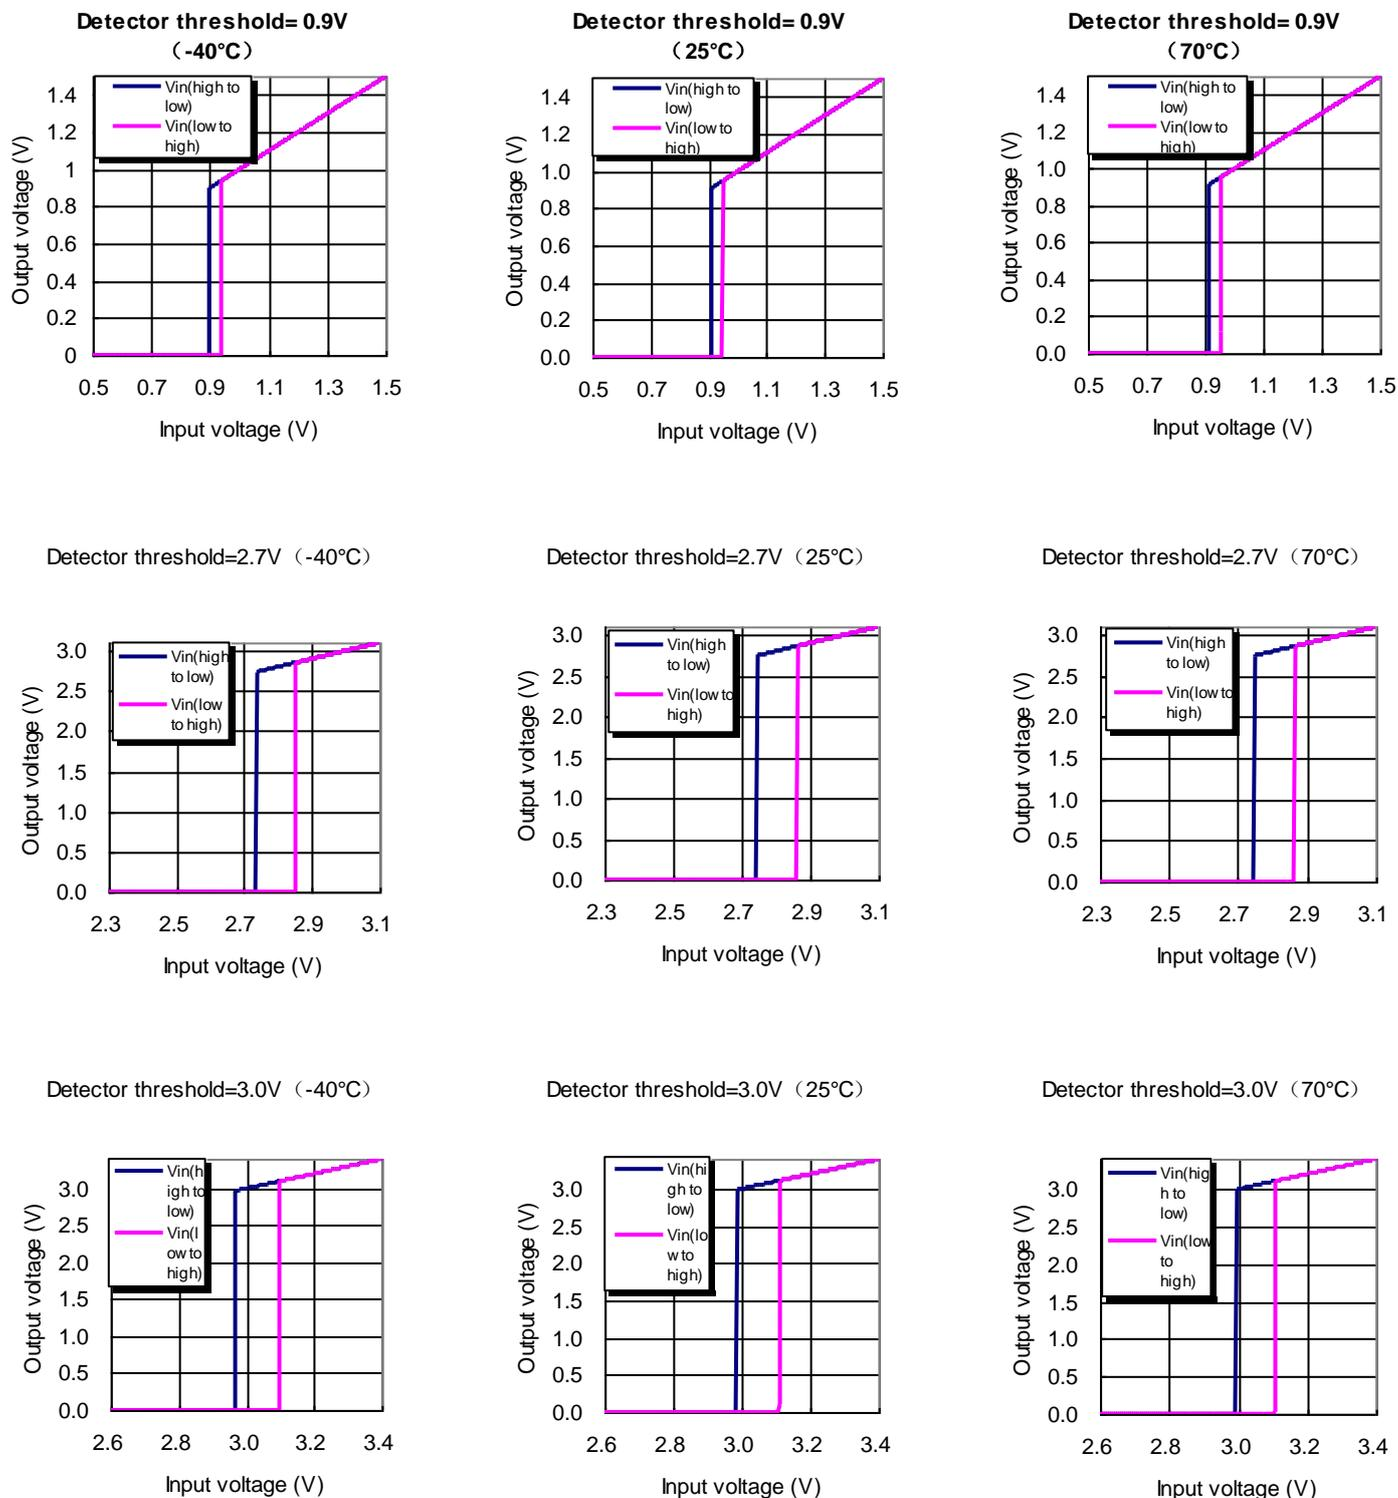 Detector threshold= 0.9V
（-40℃）
Vin(high to
low)
Vin(low to
high)
Output voltage (V)
1.4
1.2
1
0.8
0.6
0.4
0.2
0
0.5 0.7 0.9 1.1 1.3 1.5
Input voltage (V)
Detector threshold= 0.9V
（25℃）
Vin(high to
low)
Vin(low to
high)
Output voltage (V)
1.4
1.2
1.0
0.8
0.6
0.4
0.2
0.0
0.5 0.7 0.9 1.1 1.3 1.5
Input voltage (V)
Detector threshold= 0.9V
（70℃）
Vin(high to
low)
Vin(low to
high)
Output voltage (V)
1.4
1.2
1.0
0.8
0.6
0.4
0.2
0.0
0.5 0.7 0.9 1.1 1.3 1.5
Input voltage (V)
Detector threshold=2.7V（-40℃）
Vin(high
to low)
Vin(low
to high)
Output voltage (V)
3.0
2.5
2.0
1.5
1.0
0.5
0.0
2.3 2.5 2.7 2.9 3.1
Input voltage (V)
Detector threshold=2.7V（25℃）
Vin(high
to low)
Vin(low to
high)
Output voltage (V)
3.0
2.5
2.0
1.5
1.0
0.5
0.0
2.3 2.5 2.7 2.9 3.1
Input voltage (V)
Detector threshold=2.7V（70℃）
Vin(high
to low)
Vin(low to
high)
Output voltage (V)
3.0
2.5
2.0
1.5
1.0
0.5
0.0
2.3 2.5 2.7 2.9 3.1
Input voltage (V)
Detector threshold=3.0V（-40℃）
Vin(h
igh to
low)
Vin(l
ow to
high)
Output voltage (V)
3.0
2.5
2.0
1.5
1.0
0.5
0.0
2.6 2.8 3.0 3.2 3.4
Input voltage (V)
Detector threshold=3.0V（25℃）
Vin(hi
gh to
low)
Vin(lo
w to
high)
Output voltage (V)
3.0
2.5
2.0
1.5
1.0
0.5
0.0
2.6 2.8 3.0 3.2 3.4
Input voltage (V)
Detector threshold=3.0V（70℃）
Vin(hig
h to
low)
Vin(low
to
high)
Output voltage (V)
3.0
2.5
2.0
1.5
1.0
0.5
0.0
2.6 2.8 3.0 3.2 3.4
Input voltage (V)